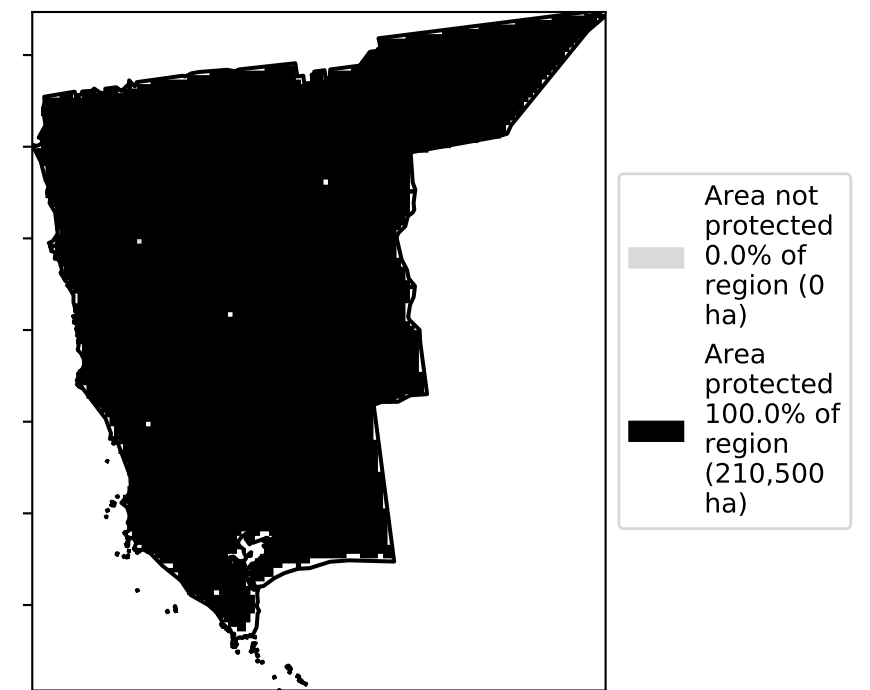 Area not
protected
0.0% of
region (0
ha)
Area
protected
100.0% of
region
(210,500
ha)